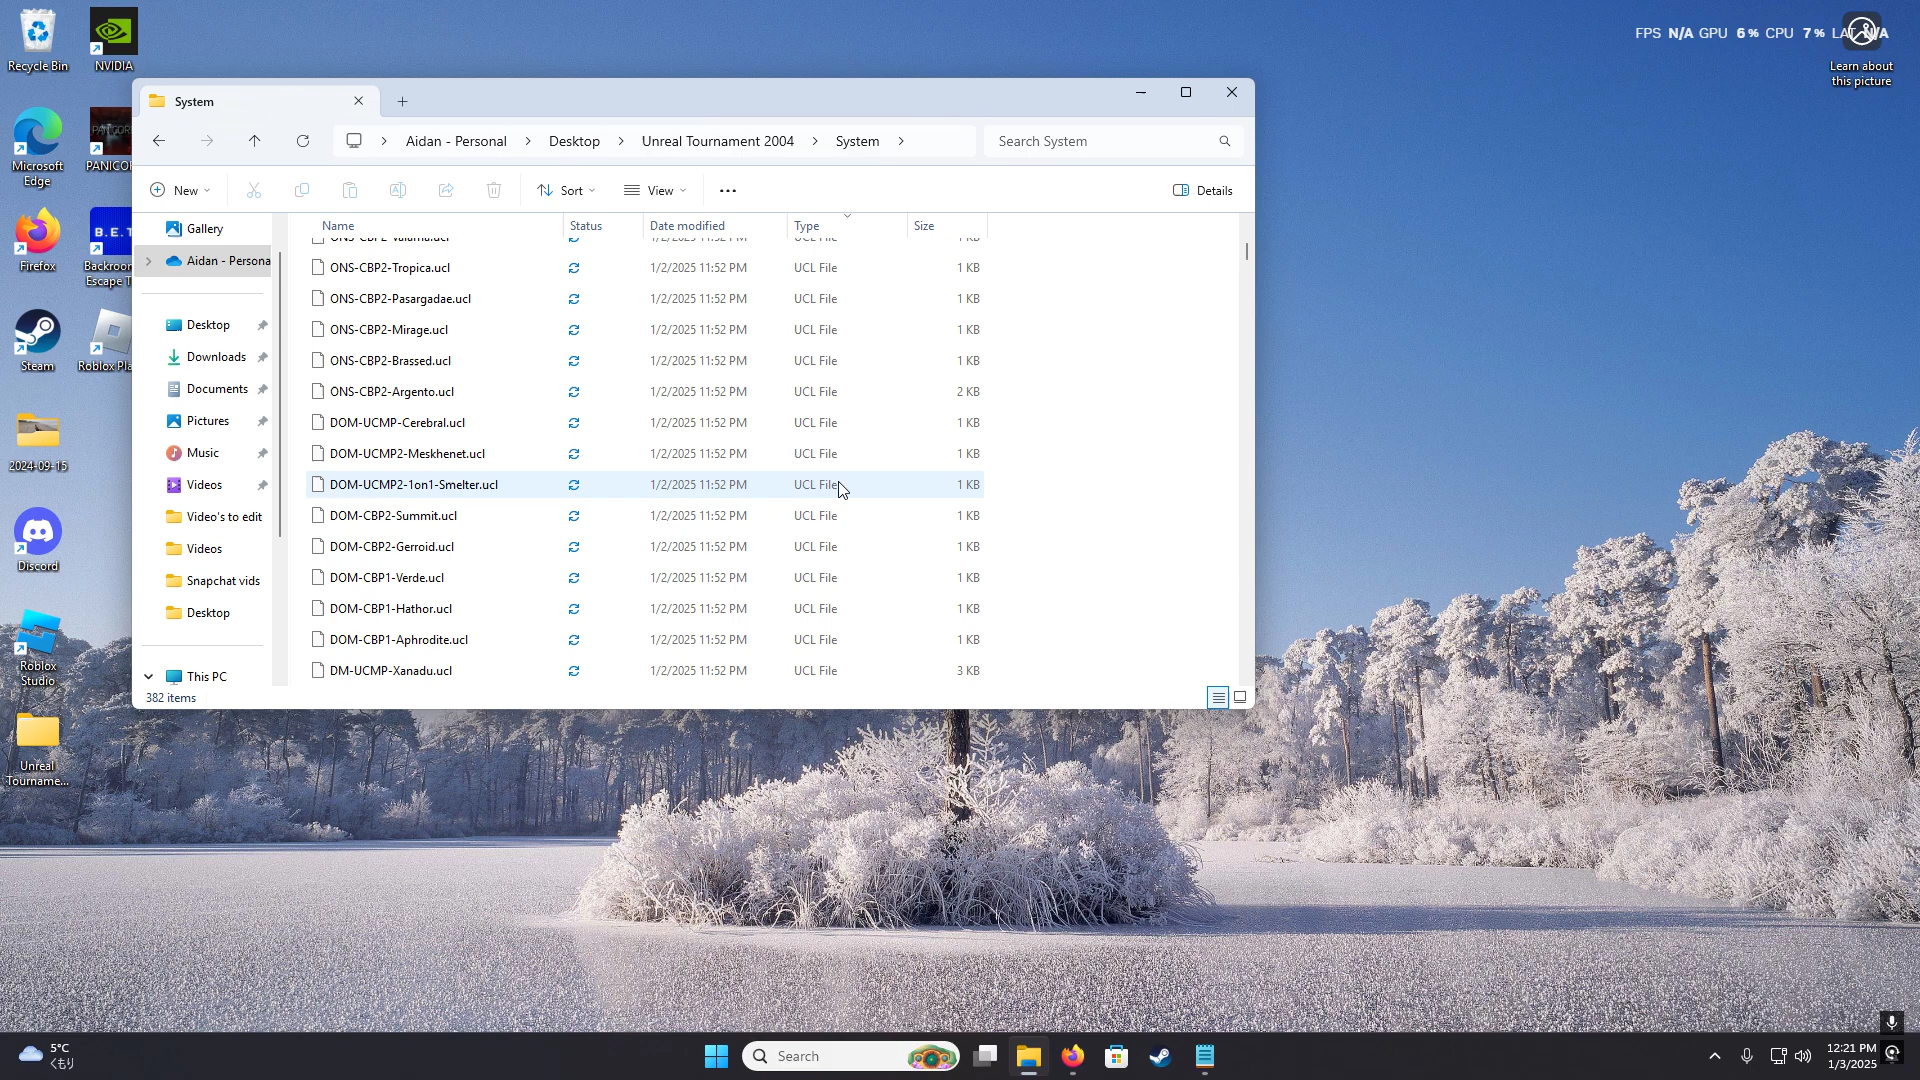 Recycle Bin
NVIDIA
Microsoft
Edge
PANICOR
Firefox
B.E.T
Backroom
Escape T
Steam
Roblox Pla
2024-09-15
Discord
Roblox
Studio
Unreal
Tourname...
FPS N/A GPU 6% CPU 7% LAT N/A
Learn about
this picture
System
Aidan - Personal > Desktop > Unreal Tournament 2004 > System >
Search System
New
Sort
View
Details
Gallery
Aidan - Persona
Desktop
Downloads
Documents
Pictures
Music
Videos
Video's to edit
Videos
Snapchat vids
Desktop
This PC
Name Status Date modified Type Size
ONS-CBP2-Valarna.ucl 1/2/2025 11:52 PM UCL File 1 KB
ONS-CBP2-Tropica.ucl 1/2/2025 11:52 PM UCL File 1 KB
ONS-CBP2-Pasargadae.ucl 1/2/2025 11:52 PM UCL File 1 KB
ONS-CBP2-Mirage.ucl 1/2/2025 11:52 PM UCL File 1 KB
ONS-CBP2-Brassed.ucl 1/2/2025 11:52 PM UCL File 1 KB
ONS-CBP2-Argento.ucl 1/2/2025 11:52 PM UCL File 2 KB
DOM-UCMP-Cerebral.ucl 1/2/2025 11:52 PM UCL File 1 KB
DOM-UCMP2-Meskhenet.ucl 1/2/2025 11:52 PM UCL File 1 KB
DOM-UCMP2-1on1-Smelter.ucl 1/2/2025 11:52 PM UCL File 1 KB
DOM-CBP2-Summit.ucl 1/2/2025 11:52 PM UCL File 1 KB
DOM-CBP2-Gerroid.ucl 1/2/2025 11:52 PM UCL File 1 KB
DOM-CBP1-Verde.ucl 1/2/2025 11:52 PM UCL File 1 KB
DOM-CBP1-Hathor.ucl 1/2/2025 11:52 PM UCL File 1 KB
DOM-CBP1-Aphrodite.ucl 1/2/2025 11:52 PM UCL File 1 KB
DM-UCMP-Xanadu.ucl 1/2/2025 11:52 PM UCL File 3 KB
382 items
5°C
くもり
Search
12:21 PM
1/3/2025